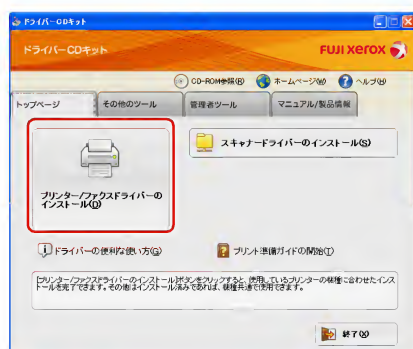 ドライバーCDキット
ドライバーCDキット
FUJI XEROX
CD-ROM参照(R)
ホームページ(W)
ヘルプ(H)
トップページ
その他のツール
管理者ツール
マニュアル/製品情報
プリンター/ファクスドライバーの
インストール(D)
スキャナードライバーのインストール(S)
ドライバーの便利な使い方(G)
プリント準備ガイドの開始(T)
[プリンター/ファクスドライバーのインストール]ボタンをクリックすると、使用しているプリンターの機種に合わせたインス
トールを完了できます。その他はインストール済みであれば、機種共通で使用できます。
終了(X)